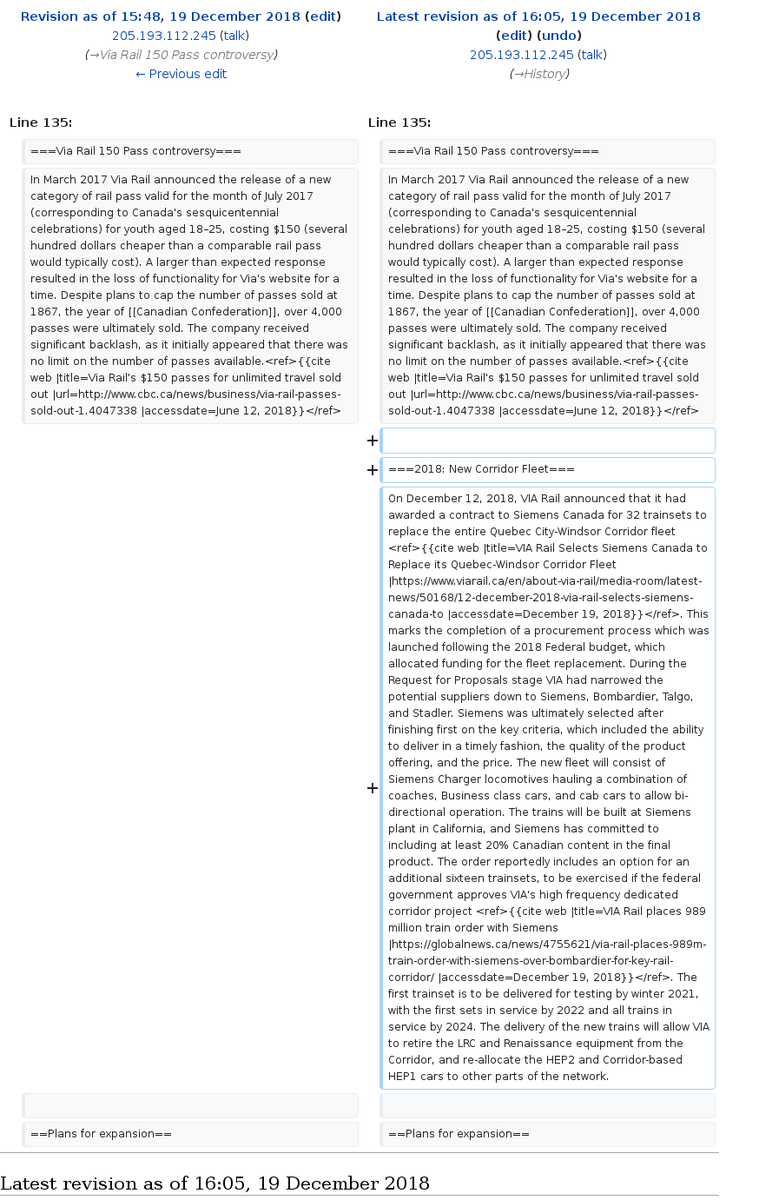 Revision as of 15:48, 19 December 2018 (edit)
205.193.112.245 (talk)
(→Via Rail 150 Pass controversy)
← Previous edit
Latest revision as of 16:05, 19 December 2018
(edit) (undo)
205.193.112.245 (talk)
(→History)
Line 135:
Line 135:
===Via Rail 150 Pass controversy===
===Via Rail 150 Pass controversy===
In March 2017 Via Rail announced the release of a new
category of rail pass valid for the month of July 2017
(corresponding to Canada's sesquicentennial
celebrations) for youth aged 18–25, costing $150 (several
hundred dollars cheaper than a comparable rail pass
would typically cost). A larger than expected response
resulted in the loss of functionality for Via's website for a
time. Despite plans to cap the number of passes sold at
1867, the year of [[Canadian Confederation]], over 4,000
passes were ultimately sold. The company received
significant backlash, as it initially appeared that there was
no limit on the number of passes available.<ref>{{cite
web |title=Via Rail's $150 passes for unlimited travel sold
out |url=http://www.cbc.ca/news/business/via-rail-passes-
sold-out-1.4047338 |accessdate=June 12, 2018}}</ref>
In March 2017 Via Rail announced the release of a new
category of rail pass valid for the month of July 2017
(corresponding to Canada's sesquicentennial
celebrations) for youth aged 18–25, costing $150 (several
hundred dollars cheaper than a comparable rail pass
would typically cost). A larger than expected response
resulted in the loss of functionality for Via's website for a
time. Despite plans to cap the number of passes sold at
1867, the year of [[Canadian Confederation]], over 4,000
passes were ultimately sold. The company received
significant backlash, as it initially appeared that there was
no limit on the number of passes available.<ref>{{cite
web |title=Via Rail's $150 passes for unlimited travel sold
out |url=http://www.cbc.ca/news/business/via-rail-passes-
sold-out-1.4047338 |accessdate=June 12, 2018}}</ref>
+
+ ===2018: New Corridor Fleet===
+
On December 12, 2018, VIA Rail announced that it had
awarded a contract to Siemens Canada for 32 trainsets to
replace the entire Quebec City-Windsor Corridor fleet
<ref>{{cite web |title=VIA Rail Selects Siemens Canada to
Replace its Quebec-Windsor Corridor Fleet
|https://www.viarail.ca/en/about-via-rail/media-room/latest-
news/50168/12-december-2018-via-rail-selects-siemens-
canada-to |accessdate=December 19, 2018}}</ref>. This
marks the completion of a procurement process which was
launched following the 2018 Federal budget, which
allocated funding for the fleet replacement. During the
Request for Proposals stage VIA had narrowed the
potential suppliers down to Siemens, Bombardier, Talgo,
and Stadler. Siemens was ultimately selected after
finishing first on the key criteria, which included the ability
to deliver in a timely fashion, the quality of the product
offering, and the price. The new fleet will consist of
Siemens Charger locomotives hauling a combination of
coaches, Business class cars, and cab cars to allow bi-
directional operation. The trains will be built at Siemens
plant in California, and Siemens has committed to
including at least 20% Canadian content in the final
product. The order reportedly includes an option for an
additional sixteen trainsets, to be exercised if the federal
government approves VIA's high frequency dedicated
corridor project <ref>{{cite web |title=VIA Rail places 989
million train order with Siemens
|https://globalnews.ca/news/4755621/via-rail-places-989m-
train-order-with-siemens-over-bombardier-for-key-rail-
corridor/ |accessdate=December 19, 2018}}</ref>. The
first trainset is to be delivered for testing by winter 2021,
with the first sets in service by 2022 and all trains in
service by 2024. The delivery of the new trains will allow VIA
to retire the LRC and Renaissance equipment from the
Corridor, and re-allocate the HEP2 and Corridor-based
HEP1 cars to other parts of the network.
==Plans for expansion==
==Plans for expansion==
Latest revision as of 16:05, 19 December 2018